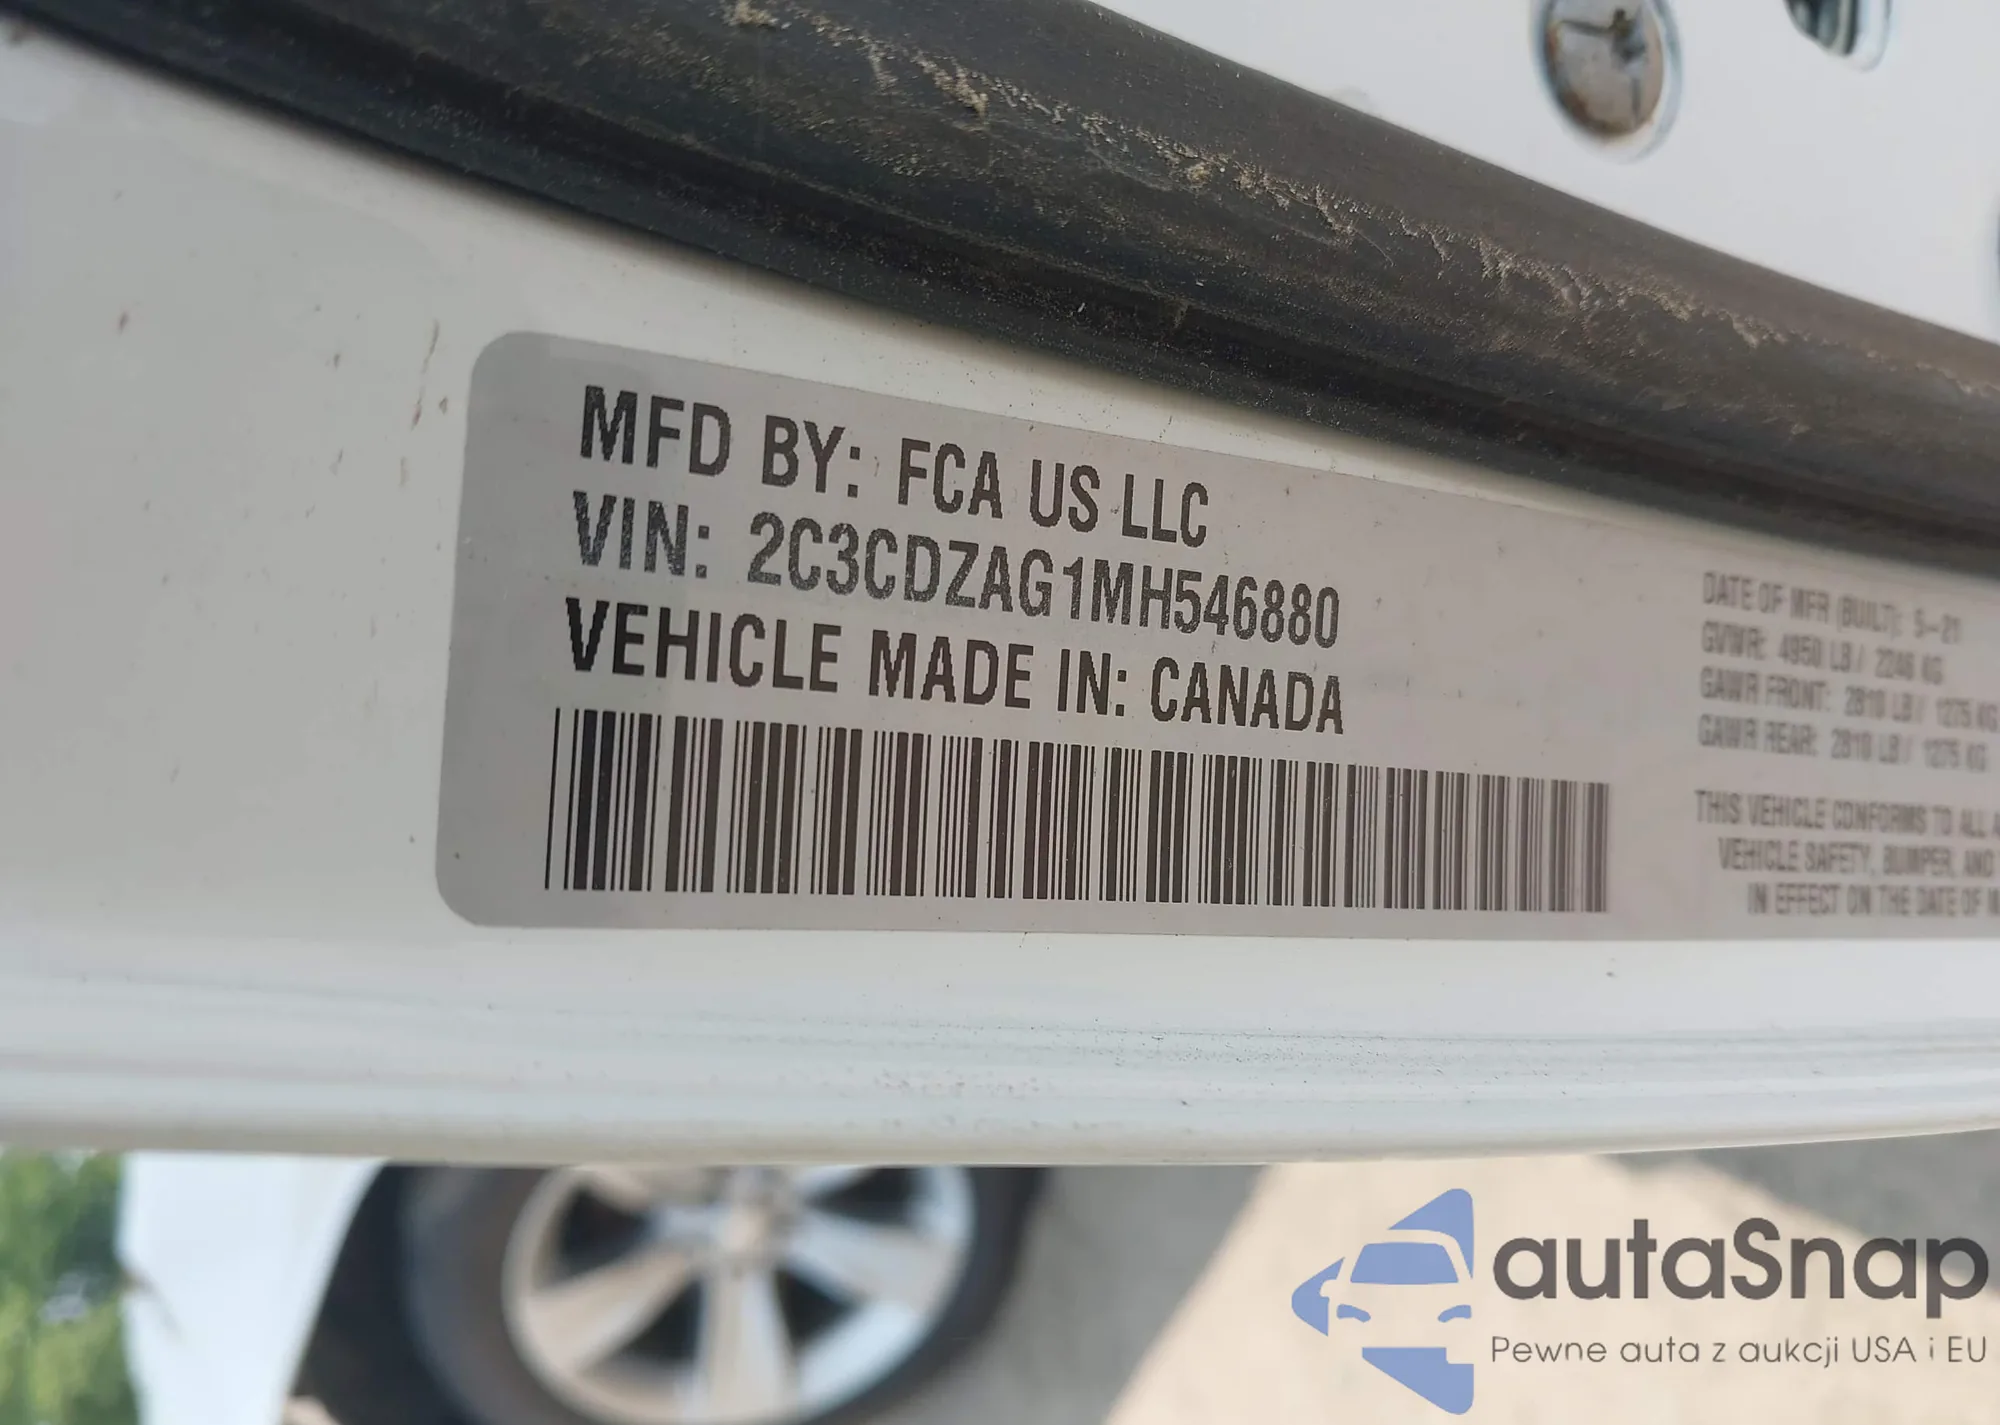 MFD BY: FCA US LLC
VIN: 2C3CDZAG1MH546880
VEHICLE MADE IN: CANADA
DATE OF MFR (BUILT): 5-21
GVWR: 4950 LB / 2246 KG
GAWR FRONT: 2810 LB / 1275 KG
GAWR REAR: 2810 LB / 1275 KG
THIS VEHICLE CONFORMS TO ALL A
VEHICLE SAFETY, BUMPER, AND
IN EFFECT ON THE DATE OF M
autaSnap
Pewne auta z aukcji USA i EU